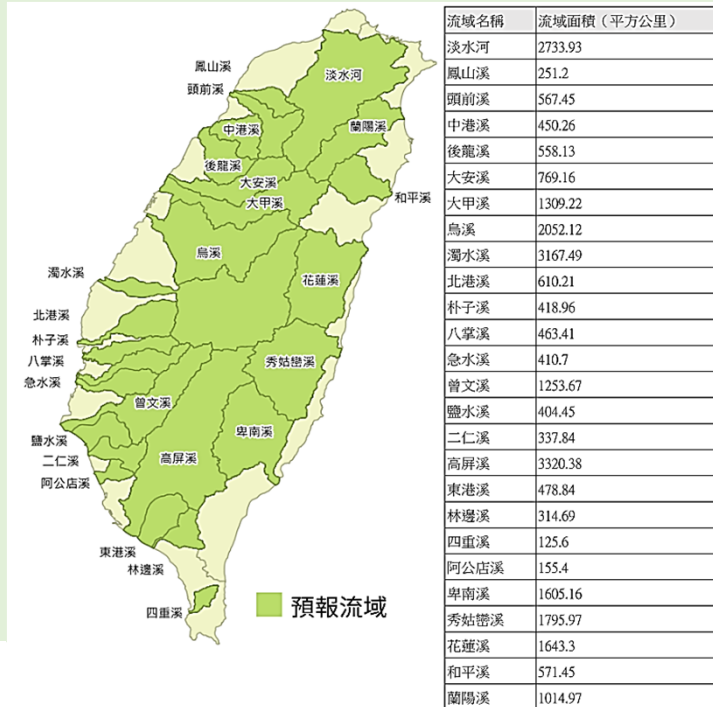 鳳山溪
頭前溪
淡水河
中港溪
蘭陽溪
後龍溪
大安溪
大甲溪
和平溪
烏溪
濁水溪
花蓮溪
北港溪
朴子溪
八掌溪
秀姑巒溪
急水溪
曾文溪
卑南溪
鹽水溪
高屏溪
二仁溪
阿公店溪
東港溪
林邊溪
四重溪
預報流域
流域名稱 流域面積（平方公里）
淡水河 2733.93
鳳山溪 251.2
頭前溪 567.45
中港溪 450.26
後龍溪 558.13
大安溪 769.16
大甲溪 1309.22
烏溪 2052.12
濁水溪 3167.49
北港溪 610.21
朴子溪 418.96
八掌溪 463.41
急水溪 410.7
曾文溪 1253.67
鹽水溪 404.45
二仁溪 337.84
高屏溪 3320.38
東港溪 478.84
林邊溪 314.69
四重溪 125.6
阿公店溪 155.4
卑南溪 1605.16
秀姑巒溪 1795.97
花蓮溪 1643.3
和平溪 571.45
蘭陽溪 1014.97